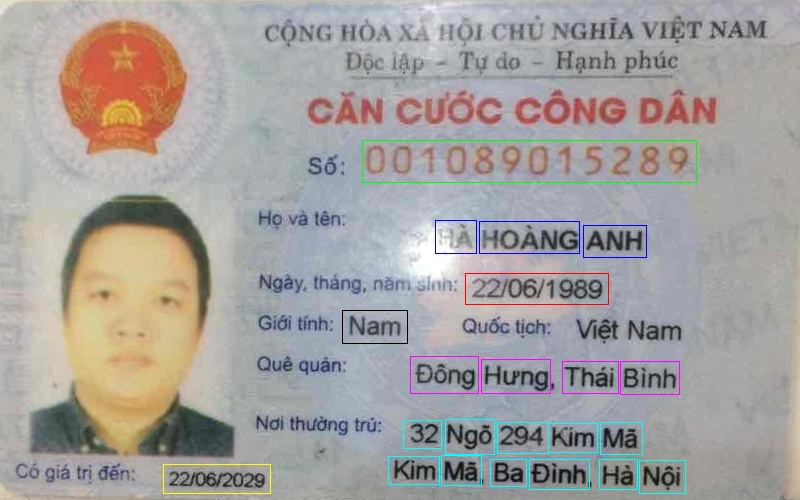 CỘNG HÒA XÃ HỘI CHỦ NGHĨA VIỆT NAM
Độc lập - Tự do - Hạnh phúc
CĂN CƯỚC CÔNG DÂN
Số: 001089015289
Họ và tên: HÀ HOÀNG ANH
Ngày, tháng, năm sinh: 22/06/1989
Giới tính: Nam Quốc tịch: Việt Nam
Quê quán: Đông Hưng, Thái Bình
Nơi thường trú: 32 Ngõ 294 Kim Mã
Kim Mã, Ba Đình, Hà Nội
Có giá trị đến: 22/06/2029